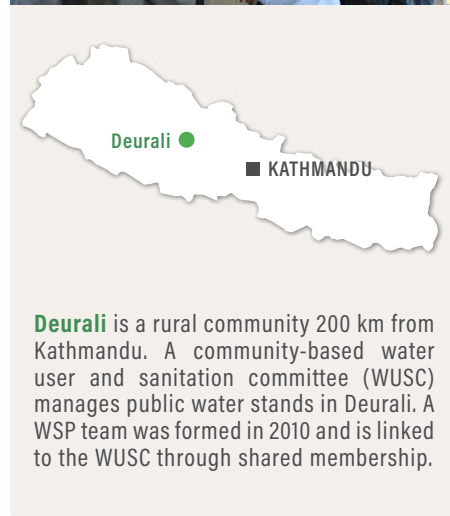 Deurali
KATHMANDU
Deurali is a rural community 200 km from
Kathmandu. A community-based water
user and sanitation committee (WUSC)
manages public water stands in Deurali. A
WSP team was formed in 2010 and is linked
to the WUSC through shared membership.